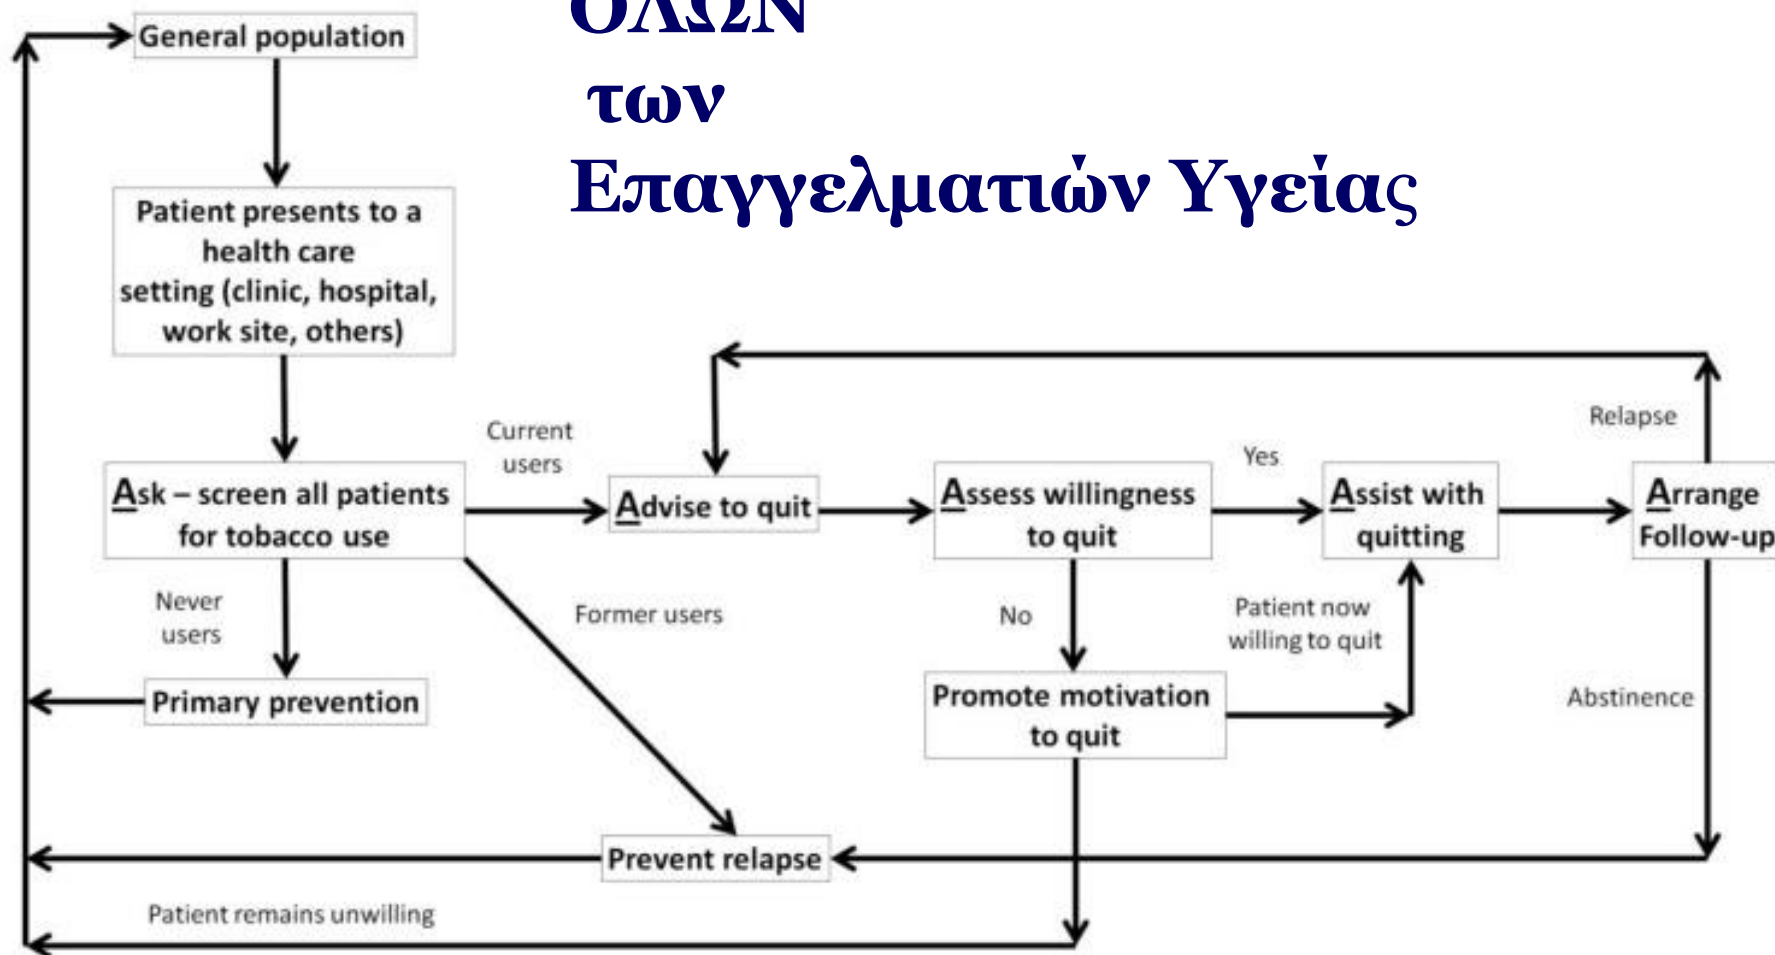 ΟΛΩΝ
των
Επαγγελματιών Υγείας
General population
Patient presents to a
health care
setting (clinic, hospital,
work site, others)
Ask – screen all patients
for tobacco use
Current
users
Advise to quit
Assess willingness
to quit
Yes
Assist with
quitting
Arrange
Follow-up
Relapse
Never
users
Former users
No
Patient now
willing to quit
Primary prevention
Promote motivation
to quit
Abstinence
Prevent relapse
Patient remains unwilling